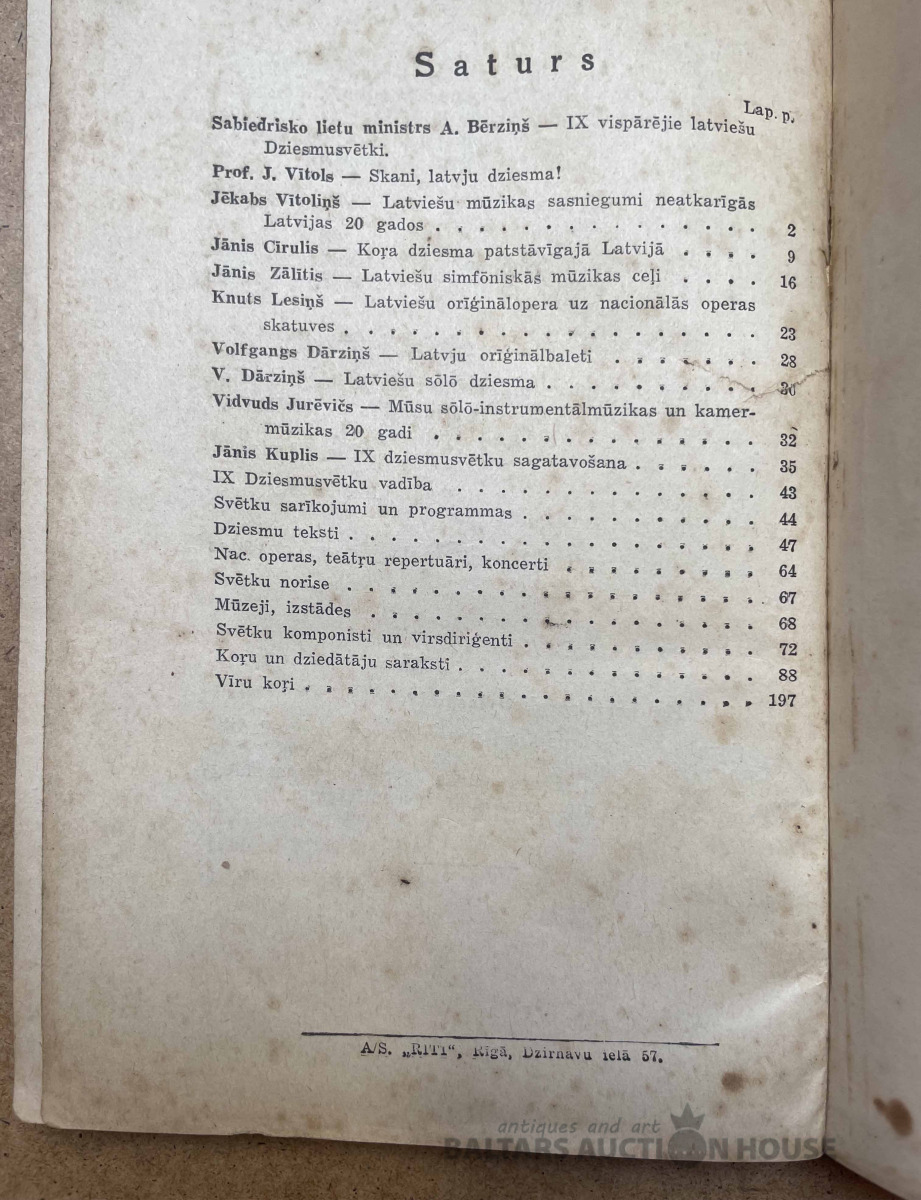 Saturs
Lap. p.
Sabiedrisko lietu ministrs A. Bērziņš — IX vispārējie latviešu
Dziesmusvētki.
Prof. J. Vītols — Skani, latvju dziesma!
Jēkabs Vītoliņš — Latviešu mūzikas sasniegumi neatkarīgās
Latvijas 20 gados . . . . . . . . . . . . . 2
Jānis Cīrulis — Koŗa dziesma patstāvīgajā Latvijā . . . . 9
Jānis Zālītis — Latviešu simfōniskās mūzikas ceļi . . . . 16
Knuts Lesiņš — Latviešu orīģinālopera uz nacionālās operas
skatuves . . . . . . . . . . . . . . . . 23
Volfgangs Dārziņš — Latvju orīģinālbaleti . . . . . . 28
V. Dārziņš — Latviešu sōlō dziesma . . . . . . . . . 30
Vidvuds Jurēvičs — Mūsu sōlō-instrumentālmūzikas un kamer-
mūzikas 20 gadi . . . . . . . . . . . . 32
Jānis Kuplis — IX dziesmusvētku sagatavošana . . . . . 35
IX Dziesmusvētku vadība . . . . . . . . . . . . 43
Svētku sarīkojumi un programmas . . . . . . . . . 44
Dziesmu teksti . . . . . . . . . . . . . . . . 47
Nac. operas, teātŗu repertuāri, koncerti . . . . . . . . 64
Svētku norise . . . . . . . . . . . . . . . . 67
Mūzeji, izstādes . . . . . . . . . . . . . . . 68
Svētku komponisti un virsdiriģenti . . . . . . . . . 72
Koŗu un dziedātāju saraksti . . . . . . . . . . . 88
Vīru koŗi . . . . . . . . . . . . . . . . . 197
A/S. „RITI“, Rīgā, Dzirnavu ielā 57.
antiques and art
BALTARS AUCTION HOUSE